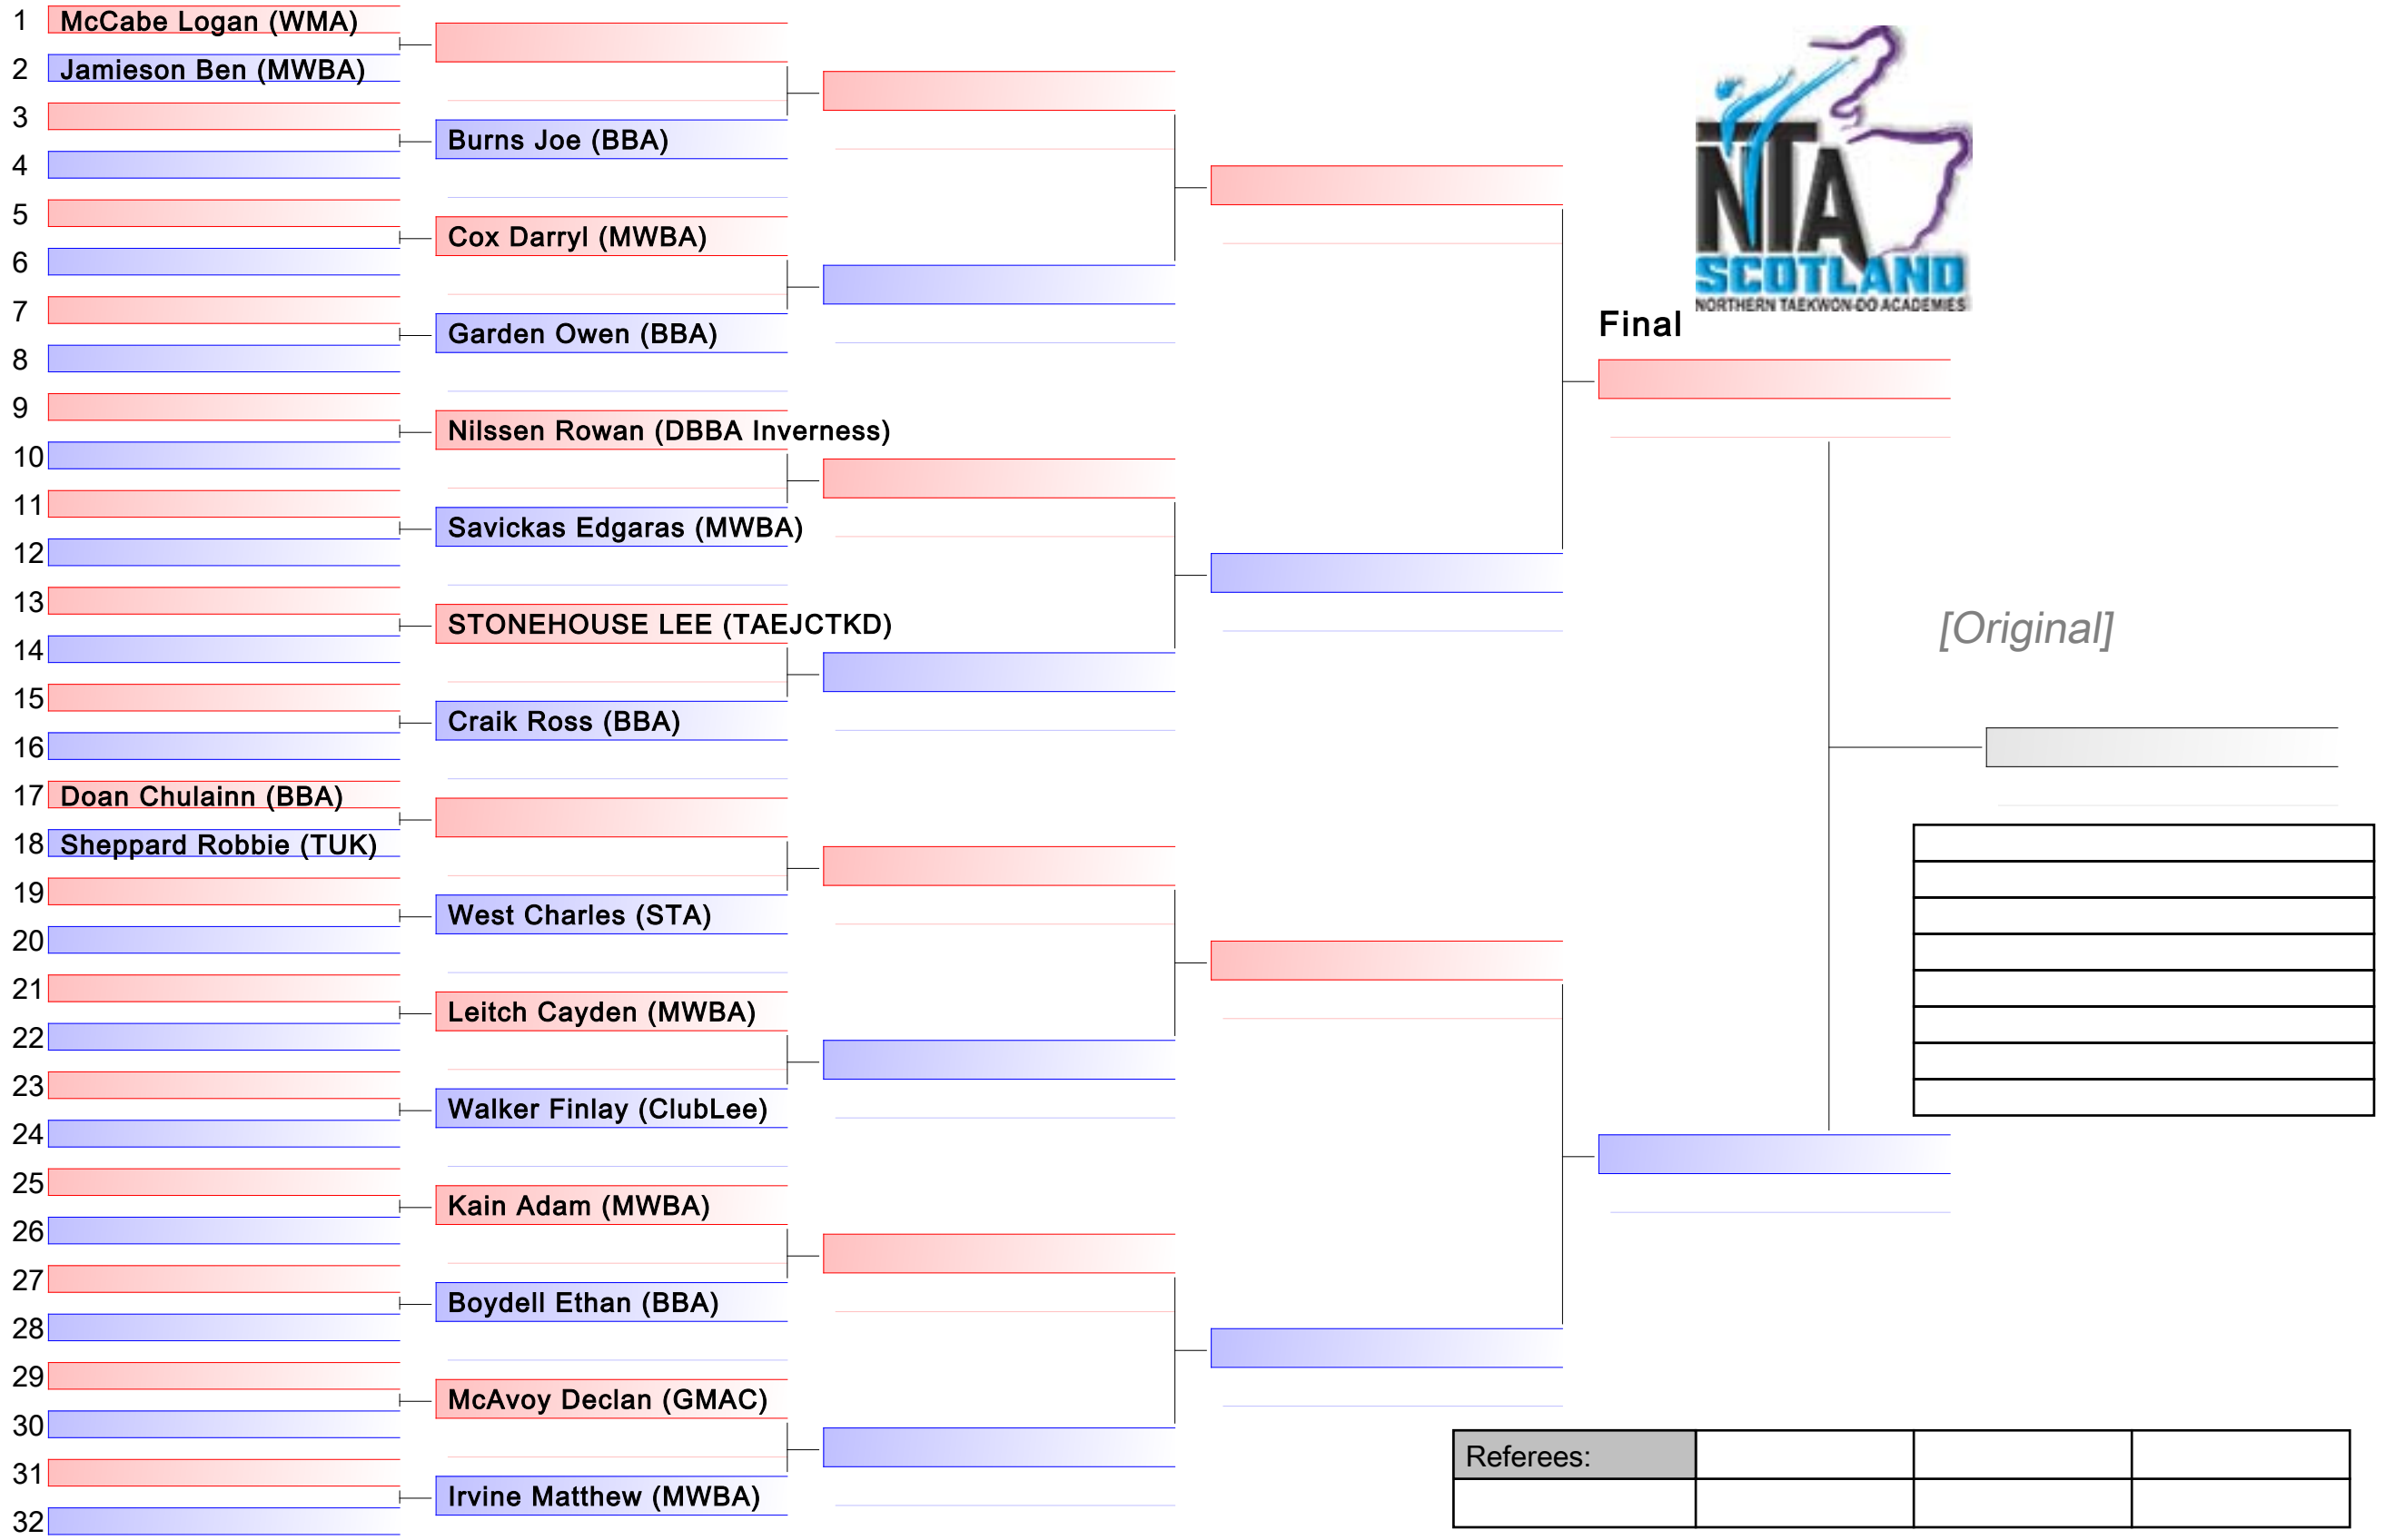 1 McCabe Logan (WMA)
2 Jamieson Ben (MWBA)
3
Burns Joe (BBA)
4
5
Cox Darryl (MWBA)
6
7
Garden Owen (BBA)
8
9
Nilssen Rowan (DBBA Inverness)
10
11
Savickas Edgaras (MWBA)
12
13
STONEHOUSE LEE (TAEJCTKD)
14
15
Craik Ross (BBA)
16
17 Doan Chulainn (BBA)
18 Sheppard Robbie (TUK)
19
West Charles (STA)
20
21
Leitch Cayden (MWBA)
22
23
Walker Finlay (ClubLee)
24
25
Kain Adam (MWBA)
26
27
Boydell Ethan (BBA)
28
29
McAvoy Declan (GMAC)
30
31
Irvine Matthew (MWBA)
32
NTA
SCOTLAND
NORTHERN TAEKWON-DO ACADEMIES
Final
[Original]
Referees: